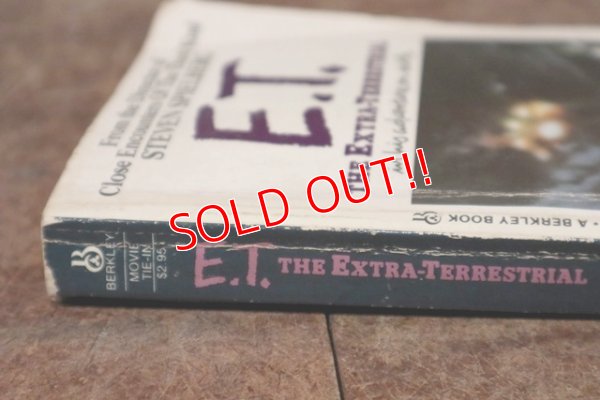 From the Director of
Close Encounters of the Third Kind
STEVEN SPIELBERG
E.T.
THE EXTRA-TERRESTRIAL
• A BERKLEY BOOK
SOLD OUT!!
BERKLEY
MOVIE
TIE-IN
$2.95
E.T. THE EXTRA-TERRESTRIAL